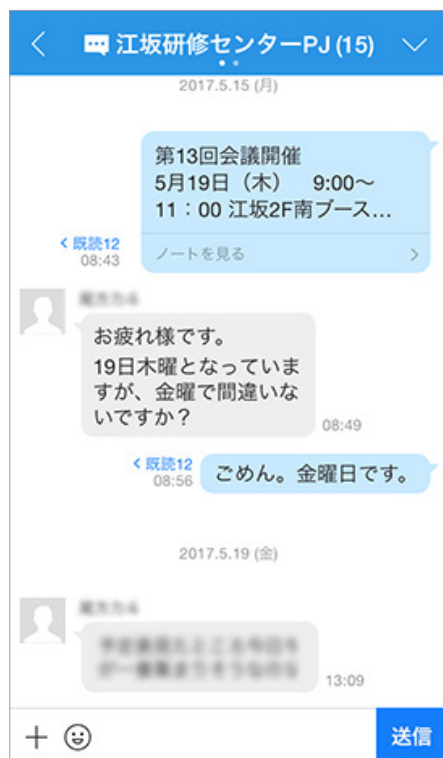 江坂研修センターPJ (15)
2017.5.15 (月)
第13回会議開催
5月19日（木）　9:00～
11：00 江坂2F南ブース...
既読12
08:43
ノートを見る
お疲れ様です。
19日木曜となっていま
すが、金曜で間違いな
いですか？
08:49
既読12
08:56
ごめん。金曜日です。
2017.5.19 (金)
13:09
送信